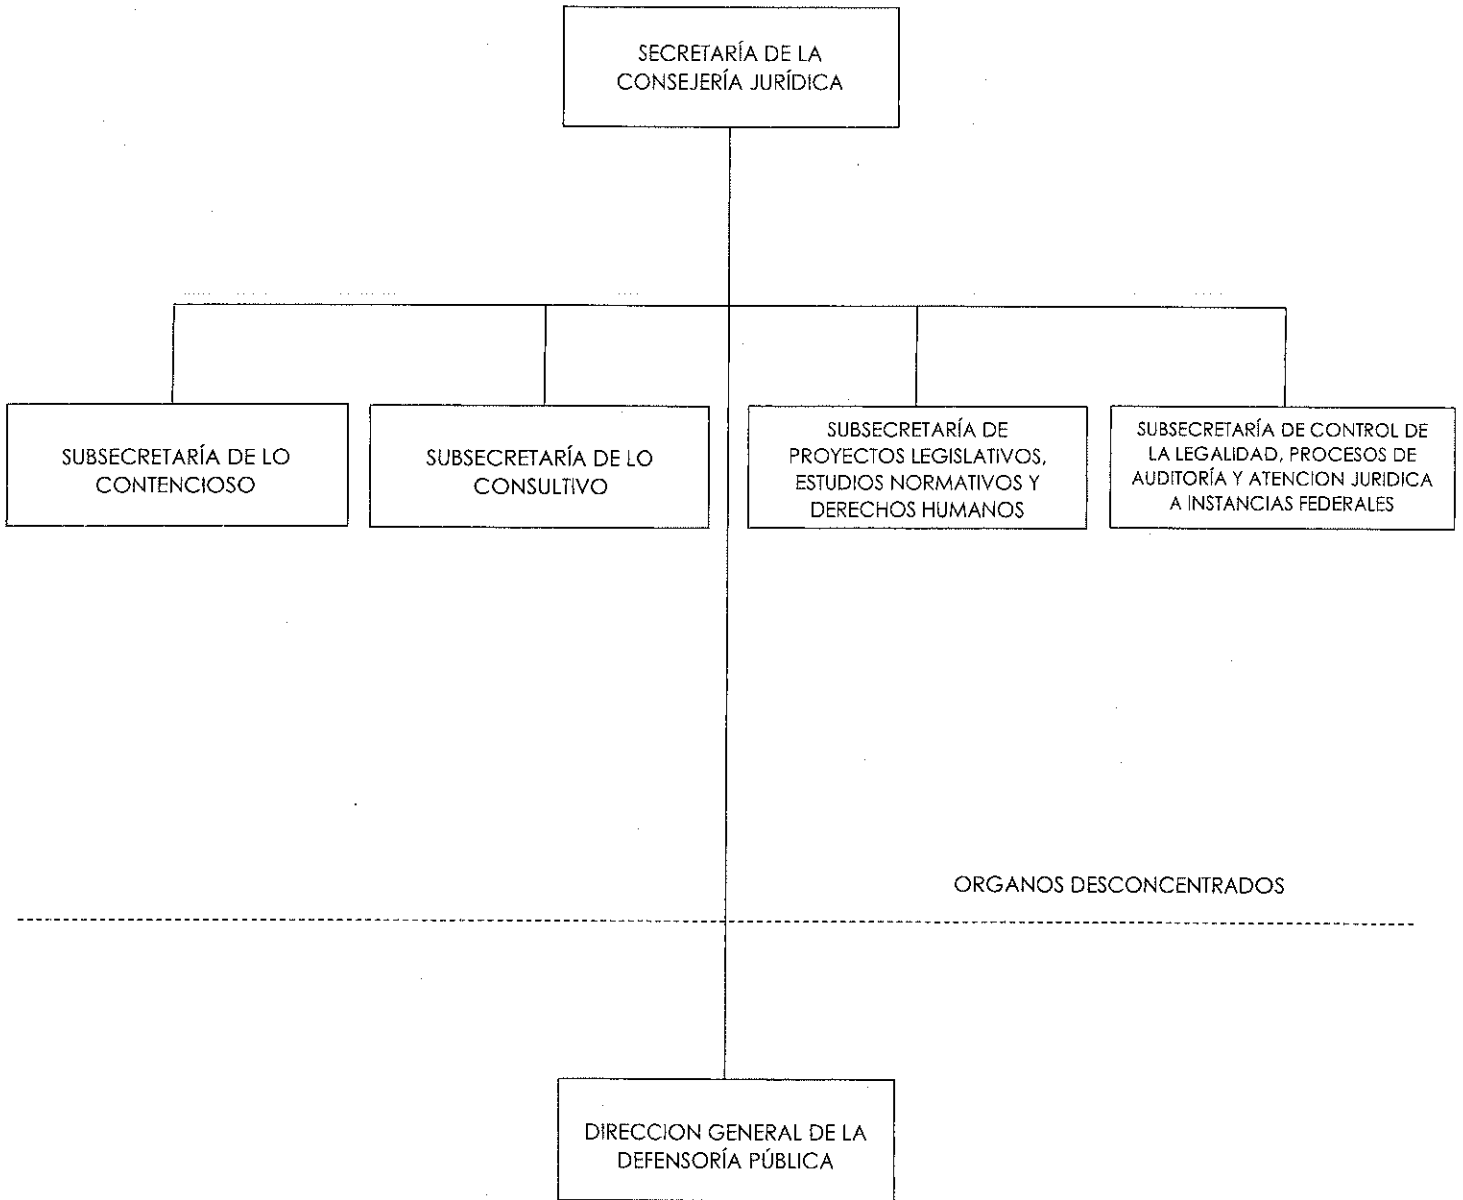 SECRETARÍA DE LA
CONSEJERÍA JURÍDICA
SUBSECRETARÍA DE LO
CONTENCIOSO
SUBSECRETARÍA DE LO
CONSULTIVO
SUBSECRETARÍA DE
PROYECTOS LEGISLATIVOS,
ESTUDIOS NORMATIVOS Y
DERECHOS HUMANOS
SUBSECRETARÍA DE CONTROL DE
LA LEGALIDAD, PROCESOS DE
AUDITORÍA Y ATENCION JURIDICA
A INSTANCIAS FEDERALES
ORGANOS DESCONCENTRADOS
DIRECCION GENERAL DE LA
DEFENSORÍA PÚBLICA